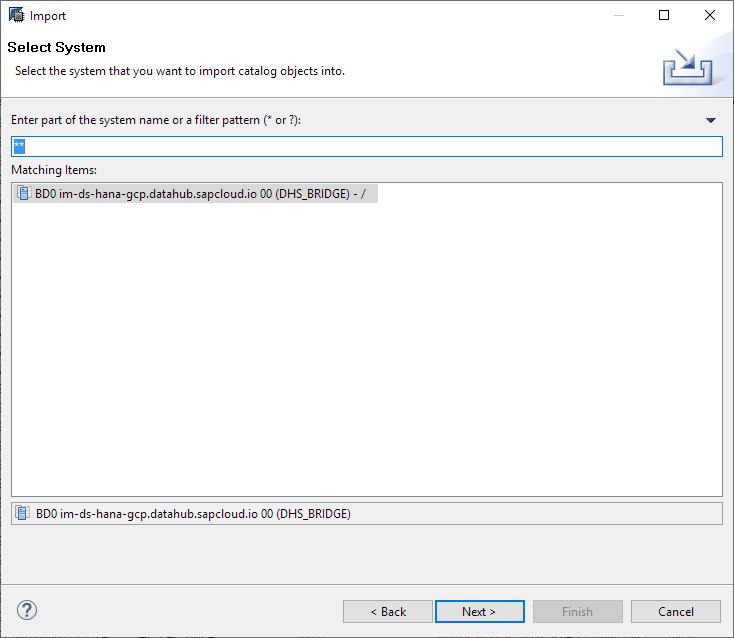 Import
Select System
Select the system that you want to import catalog objects into.
Enter part of the system name or a filter pattern (* or ?):
**
Matching Items:
BD0 im-ds-hana-gcp.datahub.sapcloud.io 00 (DHS_BRIDGE) - /
BD0 im-ds-hana-gcp.datahub.sapcloud.io 00 (DHS_BRIDGE)
?
< Back
Next >
Finish
Cancel